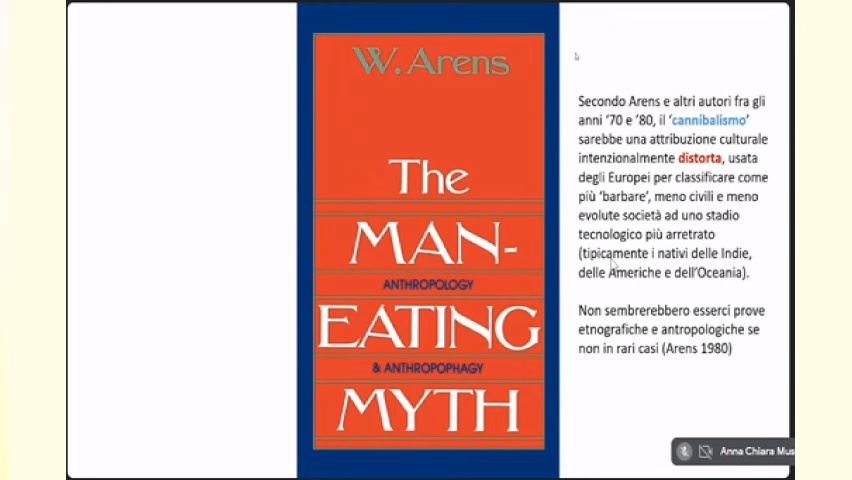 W. Arens
The
MAN-
ANTHROPOLOGY
EATING
& ANTHROPOPHAGY
MYTH
Secondo Arens e altri autori fra gli
anni ‘70 e ’80, il ‘cannibalismo’
sarebbe una attribuzione culturale
intenzionalmente distorta, usata
degli Europei per classificare come
più ‘barbare’, meno civili e meno
evolute società ad uno stadio
tecnologico più arretrato
(tipicamente i nativi delle Indie,
delle Americhe e dell’Oceania).
Non sembrerebbero esserci prove
etnografiche e antropologiche se
non in rari casi (Arens 1980)
Anna Chiara Mus